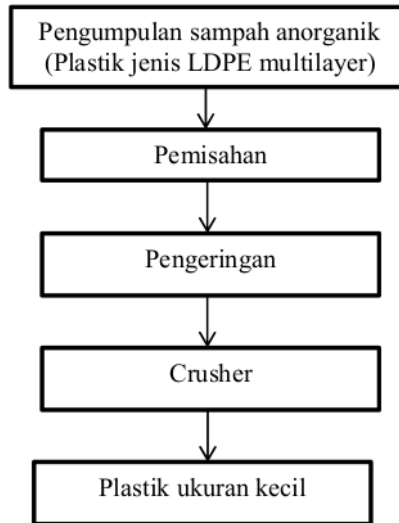 Pengumpulan sampah anorganik
(Plastik jenis LDPE multilayer)
Pemisahan
Pengeringan
Crusher
Plastik ukuran kecil